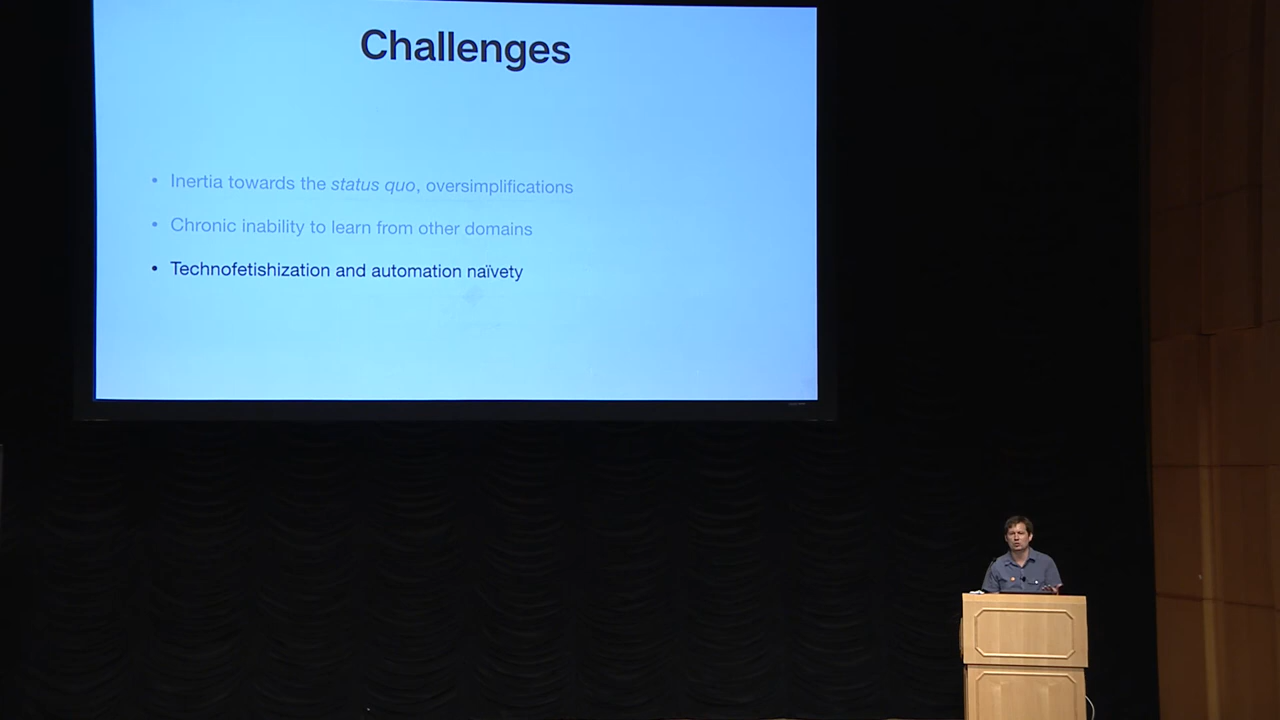 Challenges
• Inertia towards the status quo, oversimplifications
• Chronic inability to learn from other domains
• Technofetishization and automation naïvety